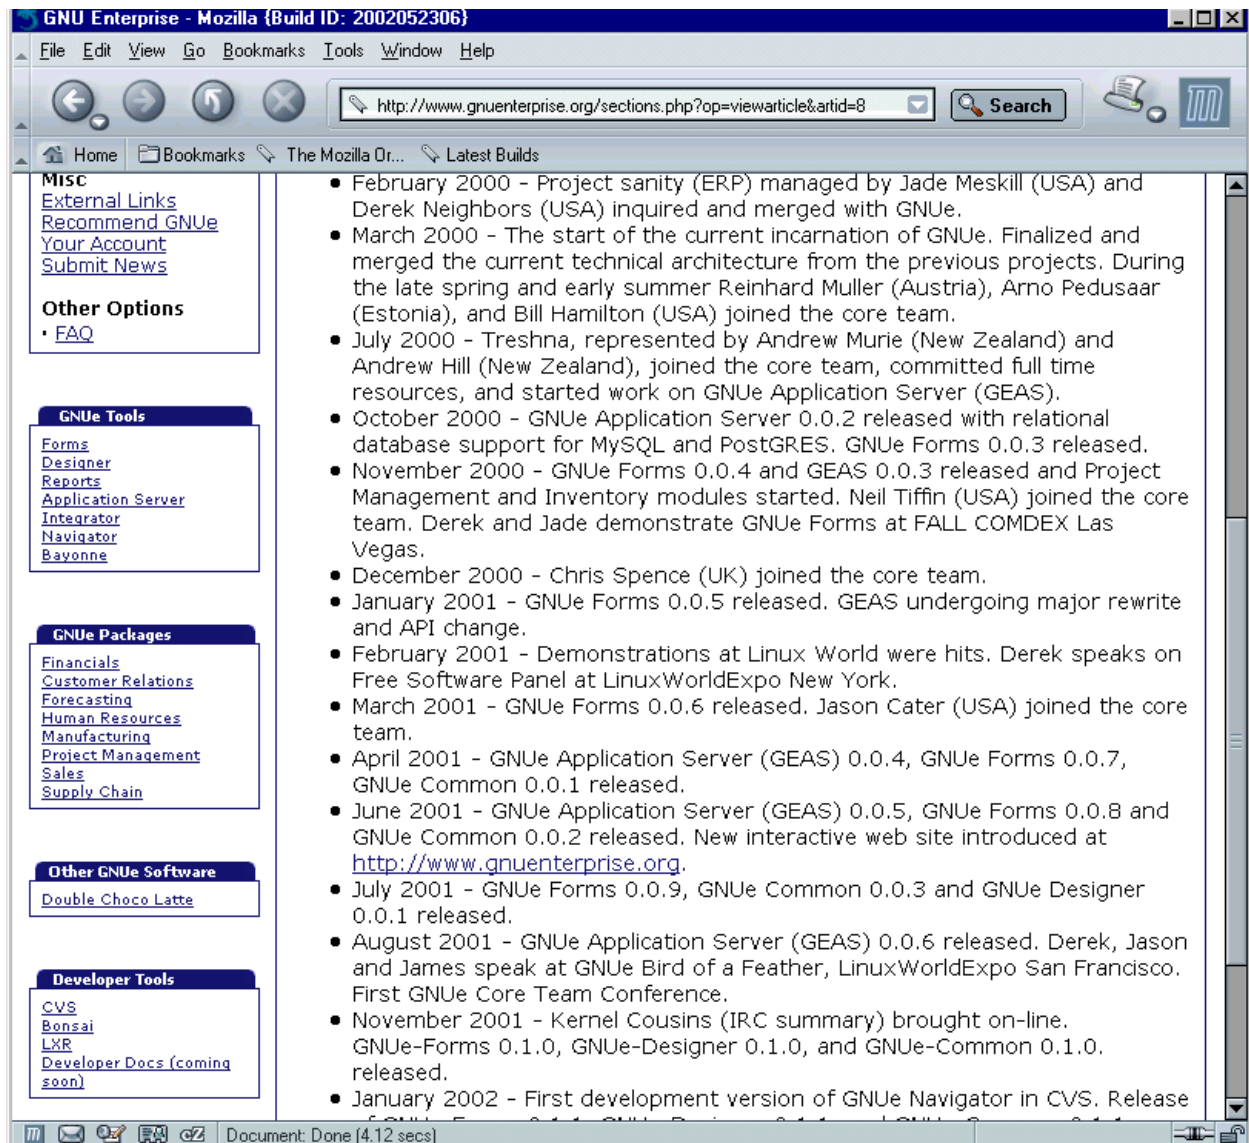 GNU Enterprise - Mozilla {Build ID: 2002052306}
File Edit View Go Bookmarks Tools Window Help
http://www.gnuenterprise.org/sections.php?op=viewarticle&artid=8
Search
Home Bookmarks The Mozilla Or... Latest Builds
Misc
External Links
Recommend GNUe
Your Account
Submit News
Other Options
• FAQ
GNUe Tools
Forms
Designer
Reports
Application Server
Integrator
Navigator
Bayonne
GNUe Packages
Financials
Customer Relations
Forecasting
Human Resources
Manufacturing
Project Management
Sales
Supply Chain
Other GNUe Software
Double Choco Latte
Developer Tools
CVS
Bonsai
LXR
Developer Docs (coming
soon)
• February 2000 - Project sanity (ERP) managed by Jade Meskill (USA) and
Derek Neighbors (USA) inquired and merged with GNUe.
• March 2000 - The start of the current incarnation of GNUe. Finalized and
merged the current technical architecture from the previous projects. During
the late spring and early summer Reinhard Muller (Austria), Arno Pedusaar
(Estonia), and Bill Hamilton (USA) joined the core team.
• July 2000 - Treshna, represented by Andrew Murie (New Zealand) and
Andrew Hill (New Zealand), joined the core team, committed full time
resources, and started work on GNUe Application Server (GEAS).
• October 2000 - GNUe Application Server 0.0.2 released with relational
database support for MySQL and PostGRES. GNUe Forms 0.0.3 released.
• November 2000 - GNUe Forms 0.0.4 and GEAS 0.0.3 released and Project
Management and Inventory modules started. Neil Tiffin (USA) joined the core
team. Derek and Jade demonstrate GNUe Forms at FALL COMDEX Las
Vegas.
• December 2000 - Chris Spence (UK) joined the core team.
• January 2001 - GNUe Forms 0.0.5 released. GEAS undergoing major rewrite
and API change.
• February 2001 - Demonstrations at Linux World were hits. Derek speaks on
Free Software Panel at LinuxWorldExpo New York.
• March 2001 - GNUe Forms 0.0.6 released. Jason Cater (USA) joined the core
team.
• April 2001 - GNUe Application Server (GEAS) 0.0.4, GNUe Forms 0.0.7,
GNUe Common 0.0.1 released.
• June 2001 - GNUe Application Server (GEAS) 0.0.5, GNUe Forms 0.0.8 and
GNUe Common 0.0.2 released. New interactive web site introduced at
http://www.gnuenterprise.org.
• July 2001 - GNUe Forms 0.0.9, GNUe Common 0.0.3 and GNUe Designer
0.0.1 released.
• August 2001 - GNUe Application Server (GEAS) 0.0.6 released. Derek, Jason
and James speak at GNUe Bird of a Feather, LinuxWorldExpo San Francisco.
First GNUe Core Team Conference.
• November 2001 - Kernel Cousins (IRC summary) brought on-line.
GNUe-Forms 0.1.0, GNUe-Designer 0.1.0, and GNUe-Common 0.1.0.
released.
• January 2002 - First development version of GNUe Navigator in CVS. Release
Document: Done (4.12 secs)